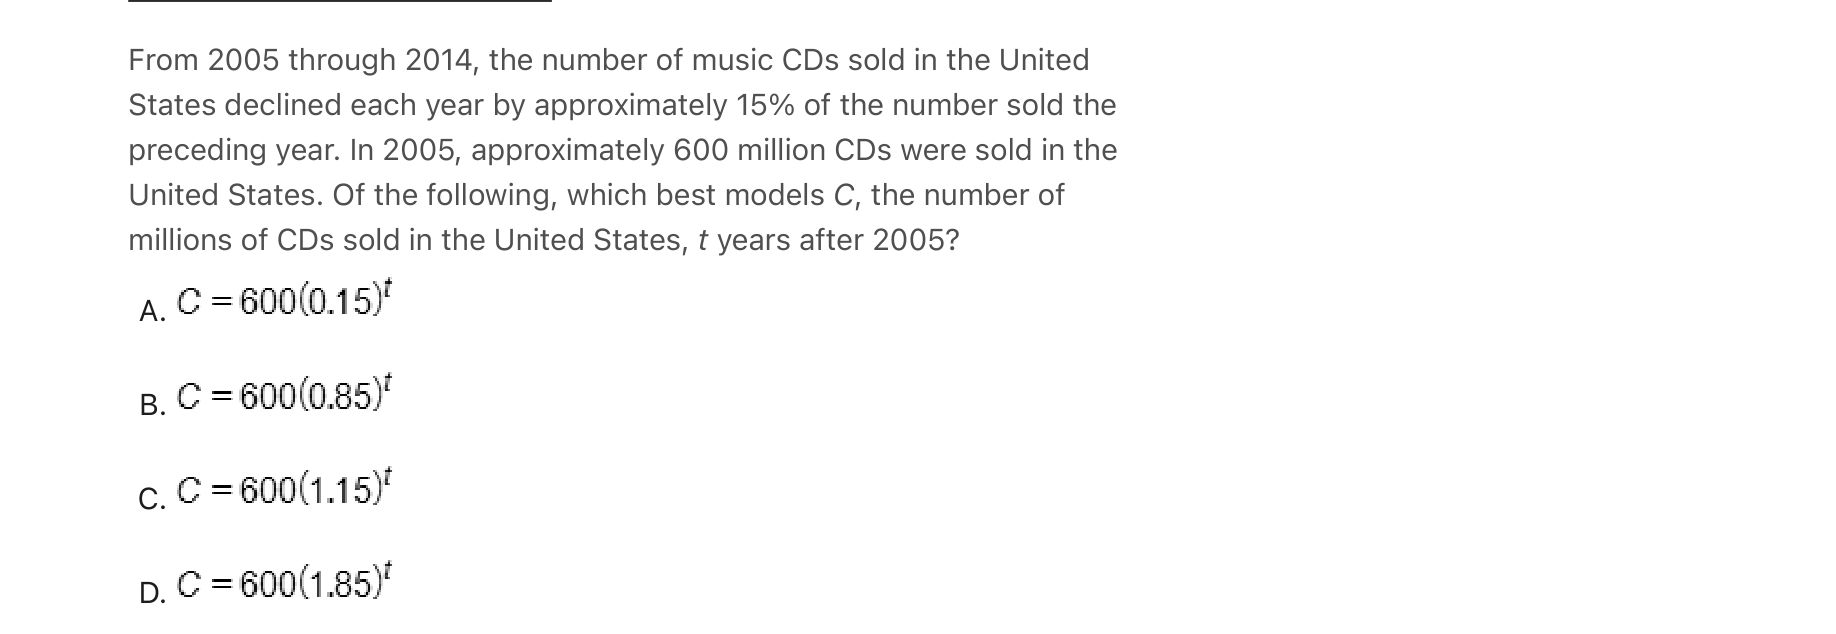 From 2005 through 2014, the number of music CDs sold in the United
States declined each year by approximately 15% of the number sold the
preceding year. In 2005, approximately 600 million CDs were sold in the
United States. Of the following, which best models C, the number of
millions of CDs sold in the United States, t years after 2005?
A. C = 600(0.15)^t
B. C = 600(0.85)^t
C. C = 600(1.15)^t
D. C = 600(1.85)^t